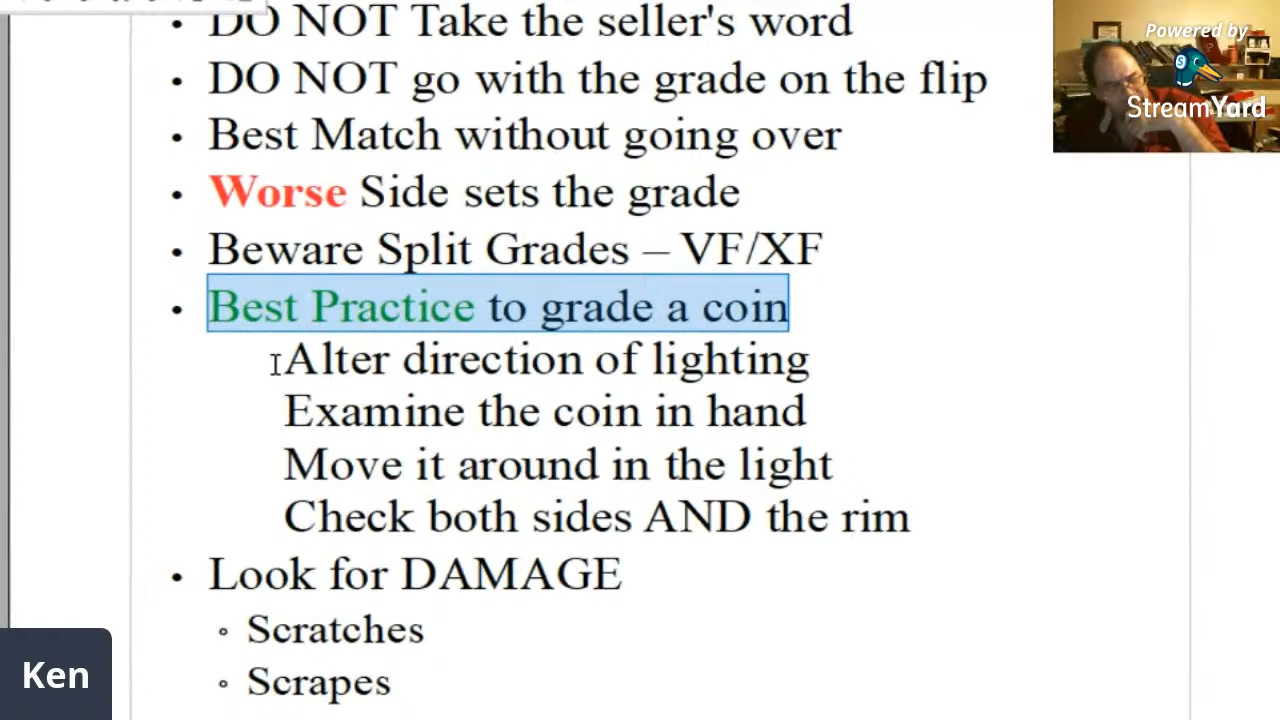 DO NOT Take the seller's word
DO NOT go with the grade on the flip
Best Match without going over
Worse Side sets the grade
Beware Split Grades – VF/XF
Best Practice to grade a coin
Alter direction of lighting
Examine the coin in hand
Move it around in the light
Check both sides AND the rim
Look for DAMAGE
Scratches
Scrapes
Powered by
StreamYard
Ken